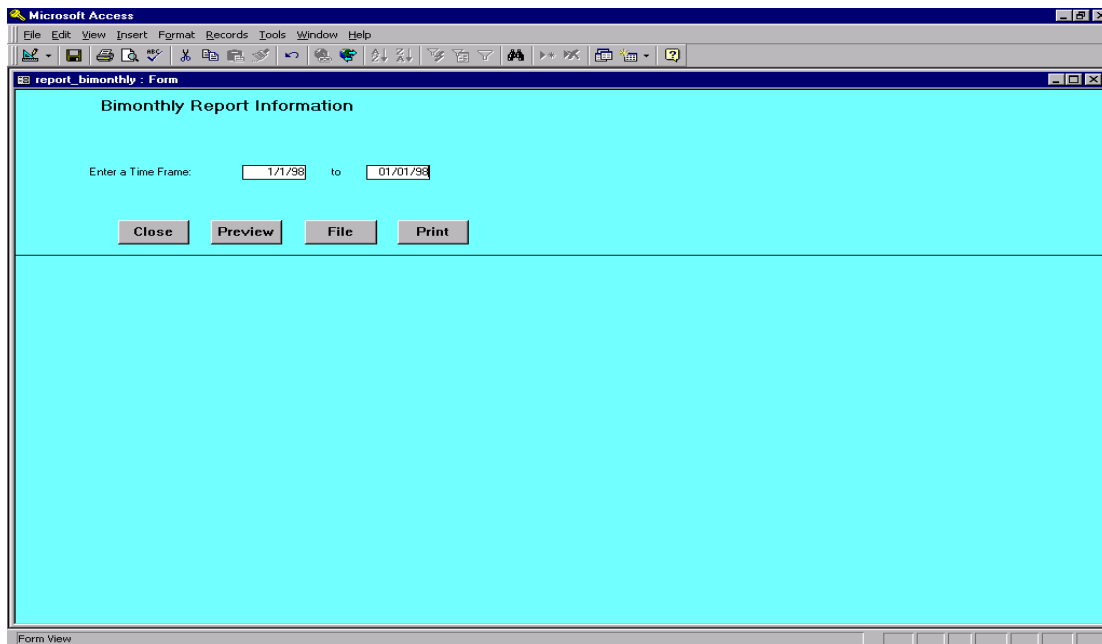 Microsoft Access
File Edit View Insert Format Records Tools Window Help
report_bimonthly : Form
Bimonthly Report Information
Enter a Time Frame: 1/1/98 to 01/01/98
Close Preview File Print
Form View